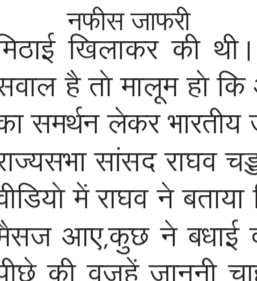 नफीस जाफरी
मिठाई खिलाकर की थी।
सवाल है तो मालूम हो कि
का समर्थन लेकर भारतीय
राज्यसभा सांसद राघव
वीडियो में राघव ने बताया
मैसज आए,कुछ ने बधाई
पीछे की वजहें जाननी